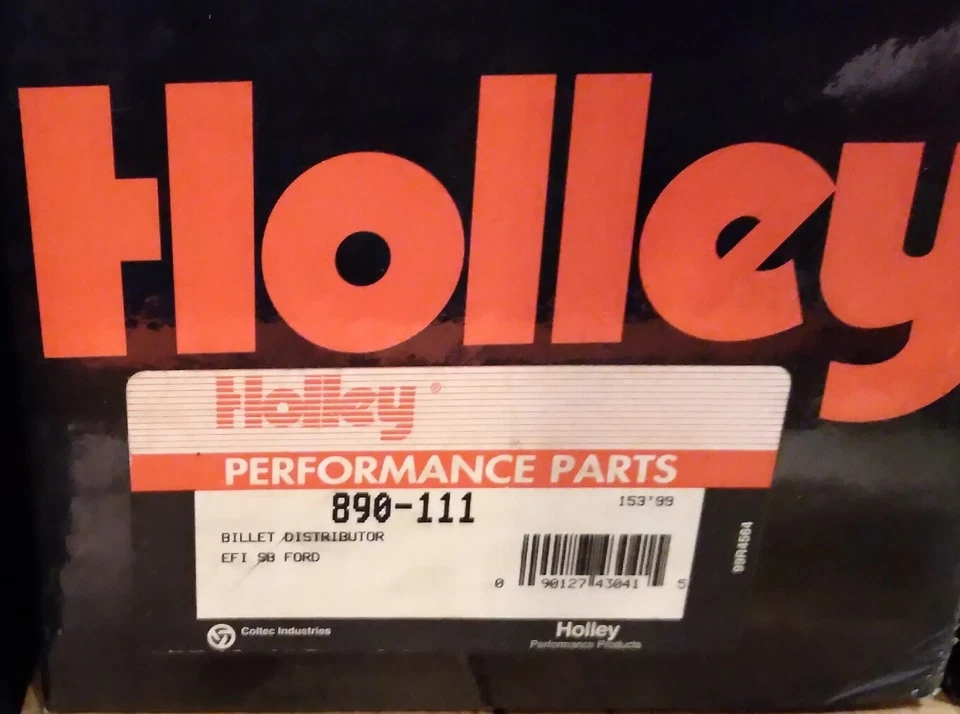 Holley
Holley®
PERFORMANCE PARTS
890-111
153'99
BILLET DISTRIBUTOR
EFI SB FORD
0 90127 43041 5
99R4564
Coltec Industries
Holley
Performance Products